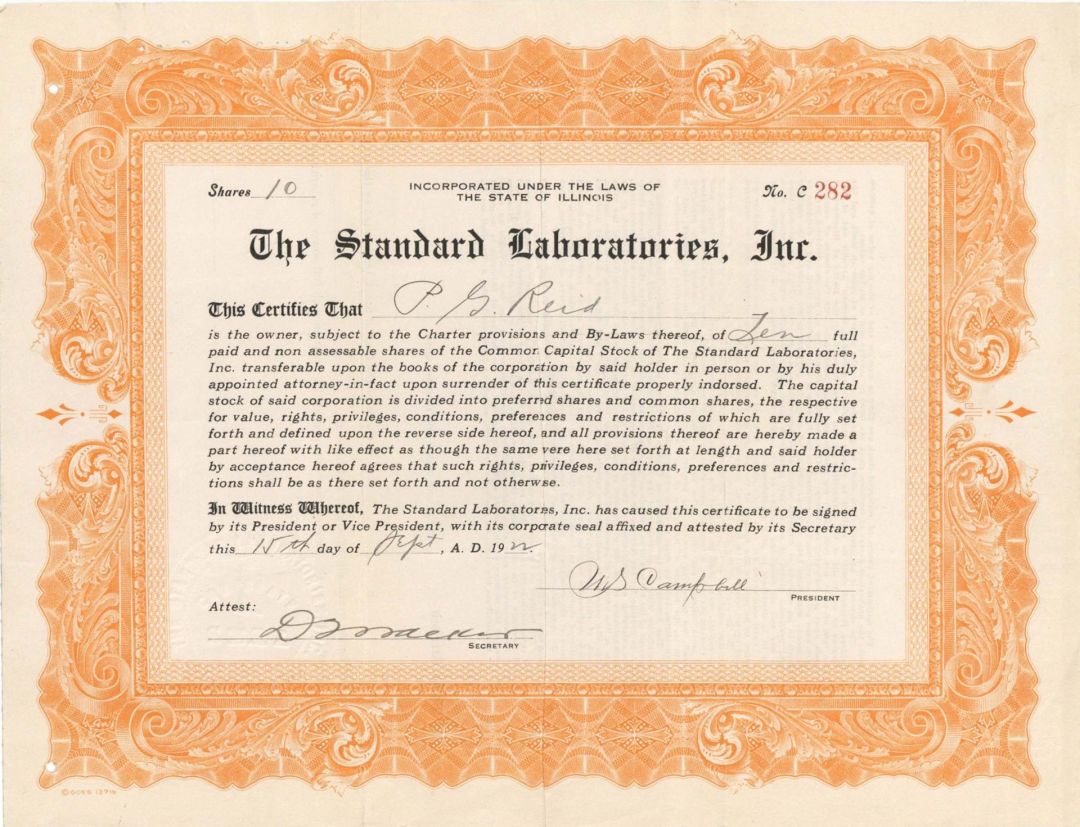 Shares 10
INCORPORATED UNDER THE LAWS OF
THE STATE OF ILLINOIS
No. C 282
The Standard Laboratories, Inc.
This Certifies That P. G. Reid
is the owner, subject to the Charter provisions and By-Laws thereof, of Ten full
paid and non assessable shares of the Common Capital Stock of The Standard Laboratories,
Inc. transferable upon the books of the corporation by said holder in person or by his duly
appointed attorney-in-fact upon surrender of this certificate properly indorsed. The capital
stock of said corporation is divided into preferred shares and common shares, the respective
for value, rights, privileges, conditions, preferences and restrictions of which are fully set
forth and defined upon the reverse side hereof, and all provisions thereof are hereby made a
part hereof with like effect as though the same were here set forth at length and said holder
by acceptance hereof agrees that such rights, privileges, conditions, preferences and restric-
tions shall be as there set forth and not otherwise.
In Witness Whereof, The Standard Laboratories, Inc. has caused this certificate to be signed
by its President or Vice President, with its corporate seal affixed and attested by its Secretary
this 15th day of Sept, A. D. 1922
Campbell
PRESIDENT
Attest:
SECRETARY
© GOES